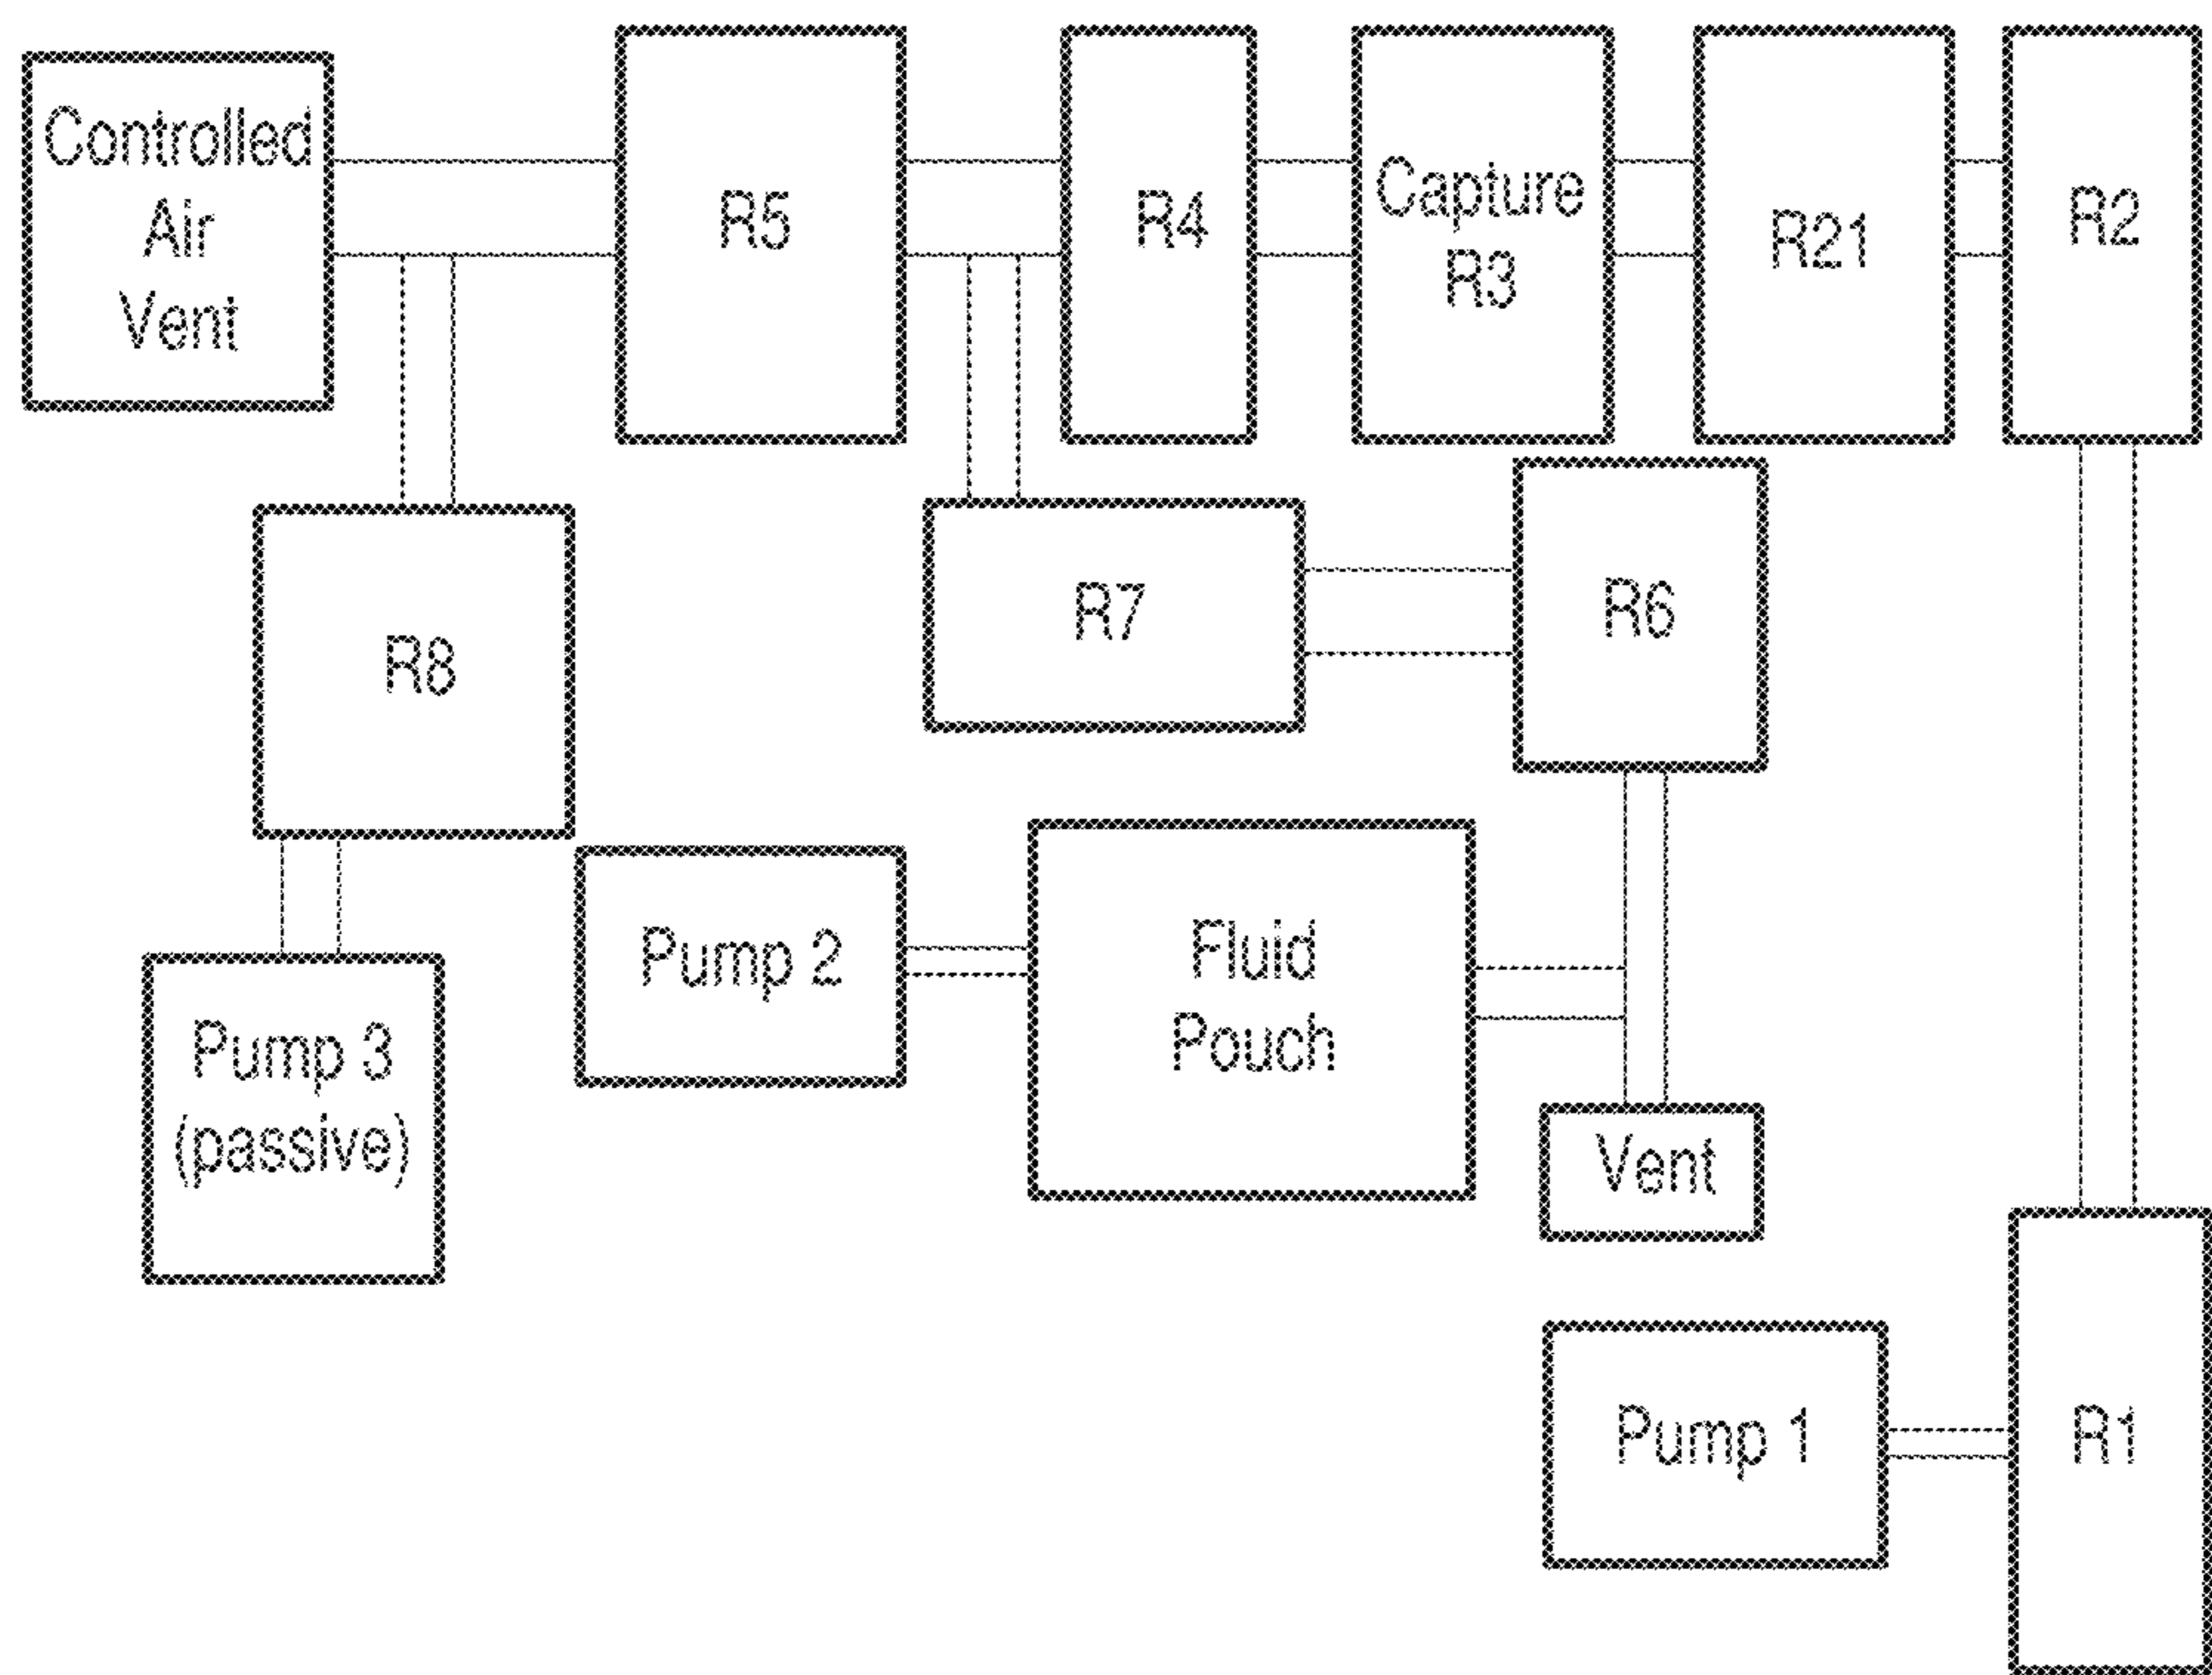 Controlled
Air
Vent
R5
R4
Capture
R3
R21
R2
R8
R7
R6
Pump 3
(passive)
Pump 2
Fluid
Pouch
Vent
Pump 1
R1